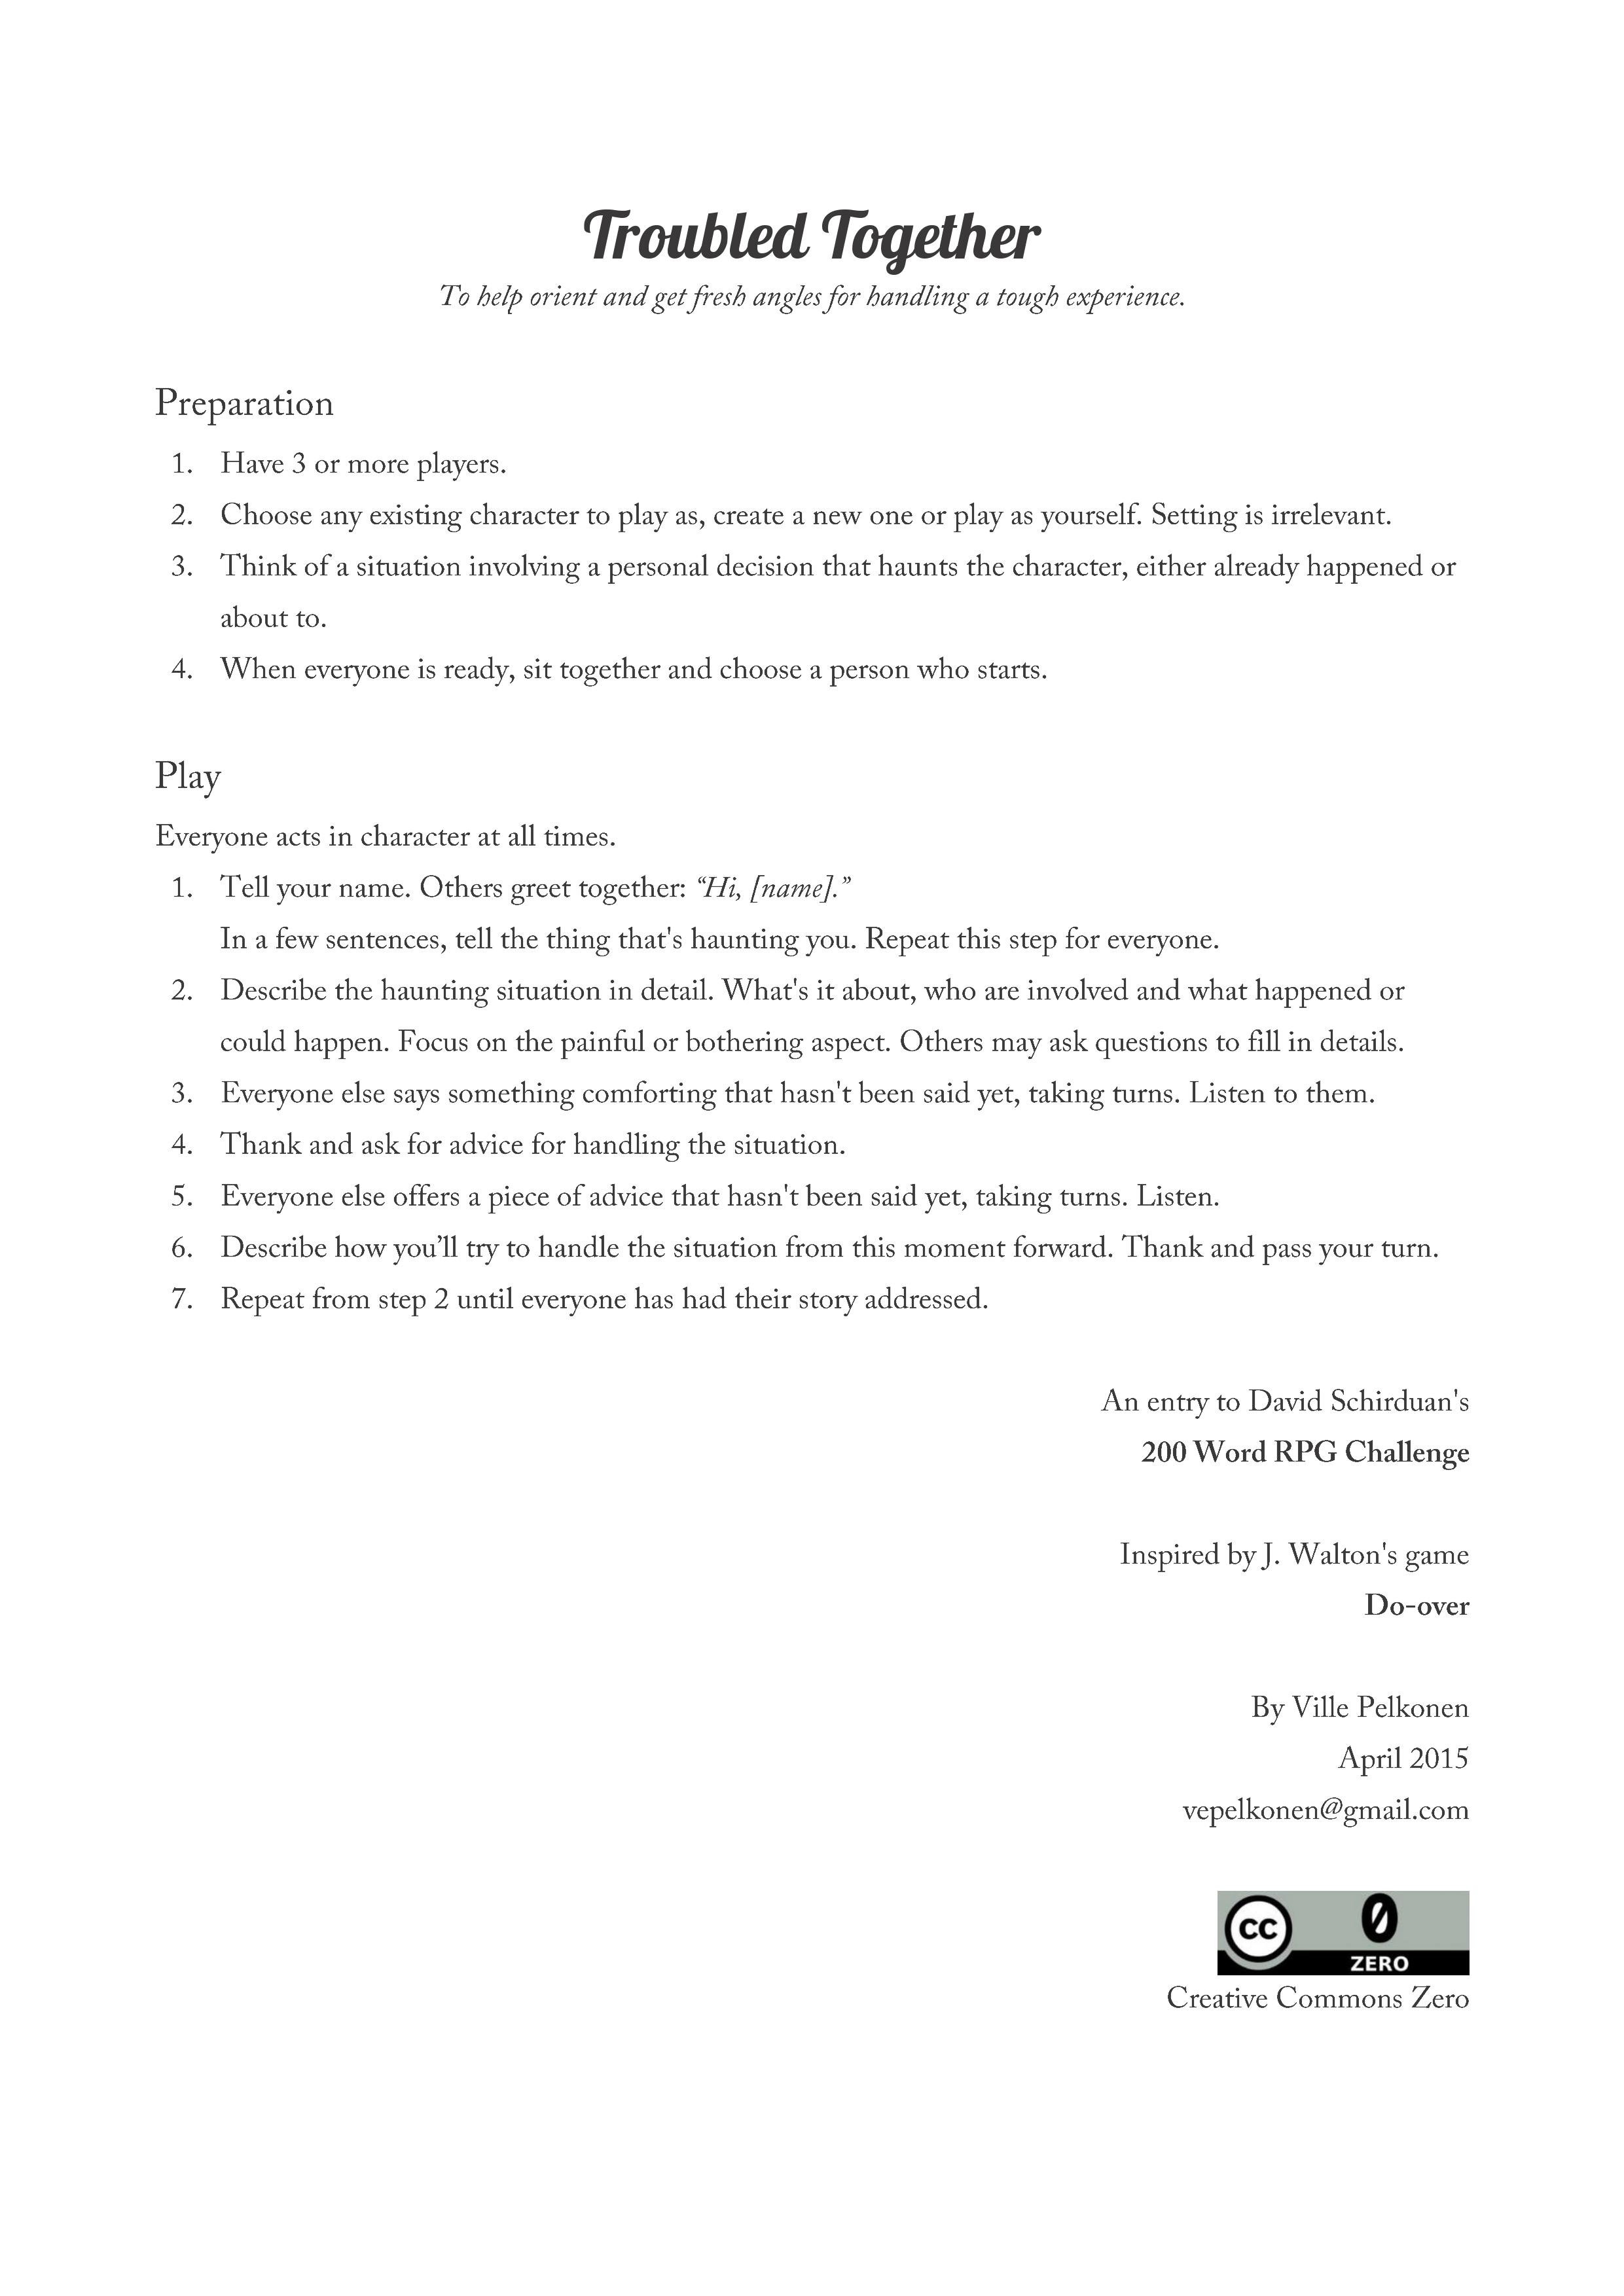 Troubled Together
To help orient and get fresh angles for handling a tough experience.
Preparation
1. Have 3 or more players.
2. Choose any existing character to play as, create a new one or play as yourself. Setting is irrelevant.
3. Think of a situation involving a personal decision that haunts the character, either already happened or
about to.
4. When everyone is ready, sit together and choose a person who starts.
Play
Everyone acts in character at all times.
1. Tell your name. Others greet together: “Hi, [name].”
In a few sentences, tell the thing that's haunting you. Repeat this step for everyone.
2. Describe the haunting situation in detail. What's it about, who are involved and what happened or
could happen. Focus on the painful or bothering aspect. Others may ask questions to fill in details.
3. Everyone else says something comforting that hasn't been said yet, taking turns. Listen to them.
4. Thank and ask for advice for handling the situation.
5. Everyone else offers a piece of advice that hasn't been said yet, taking turns. Listen.
6. Describe how you’ll try to handle the situation from this moment forward. Thank and pass your turn.
7. Repeat from step 2 until everyone has had their story addressed.
An entry to David Schirduan's
200 Word RPG Challenge
Inspired by J. Walton's game
Do-over
By Ville Pelkonen
April 2015
vepelkonen@gmail.com
cc 0
ZERO
Creative Commons Zero